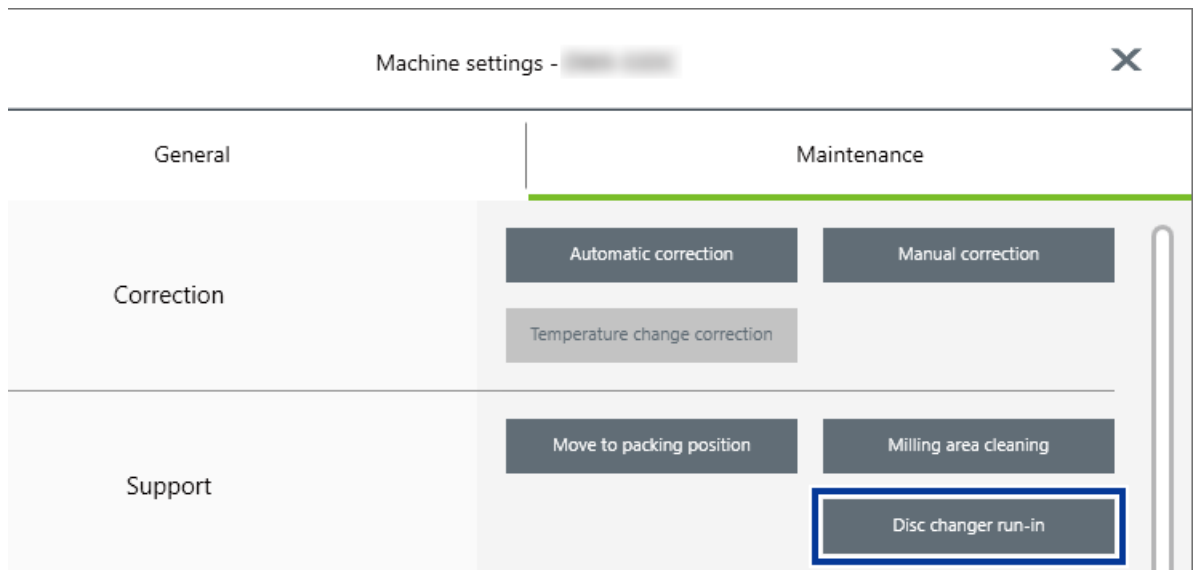 Machine settings -
General
Maintenance
Correction
Automatic correction
Manual correction
Temperature change correction
Support
Move to packing position
Milling area cleaning
Disc changer run-in